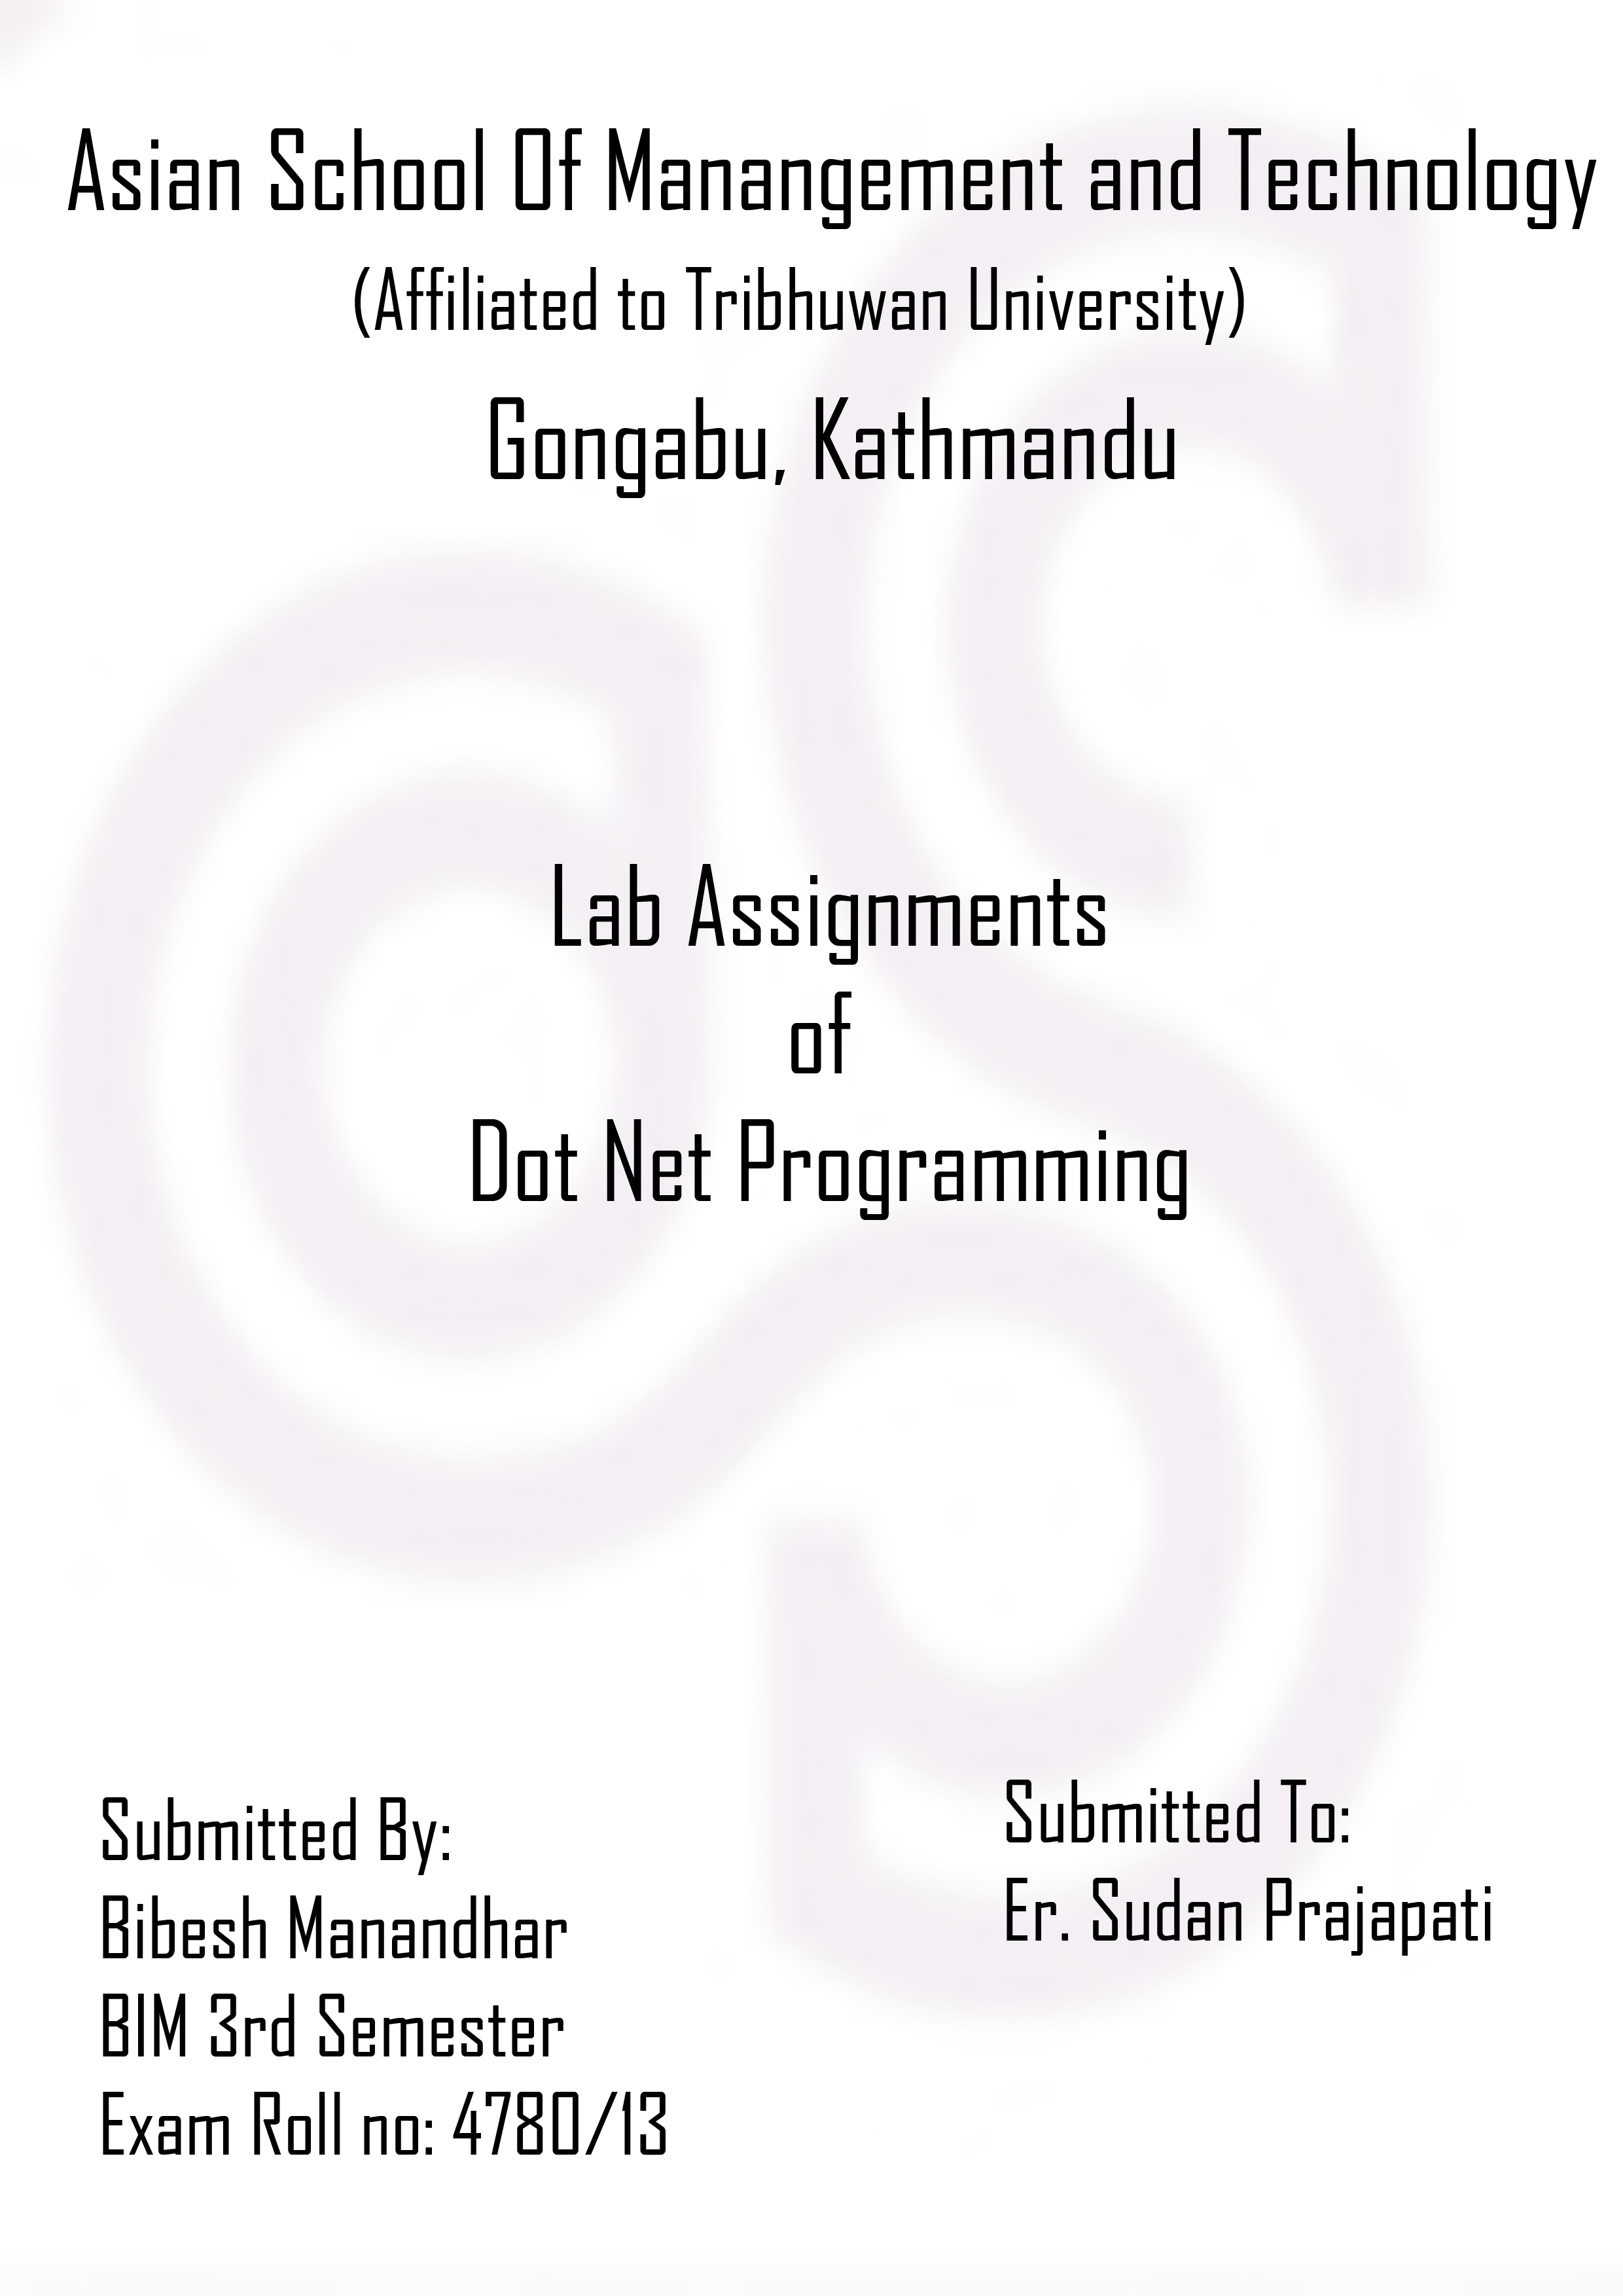 Asian School Of Manangement and Technology
(Affiliated to Tribhuwan University)
Gongabu, Kathmandu
Lab Assignments
of
Dot Net Programming
Submitted By:
Bibesh Manandhar
BIM 3rd Semester
Exam Roll no: 4780/13
Submitted To:
Er. Sudan Prajapati